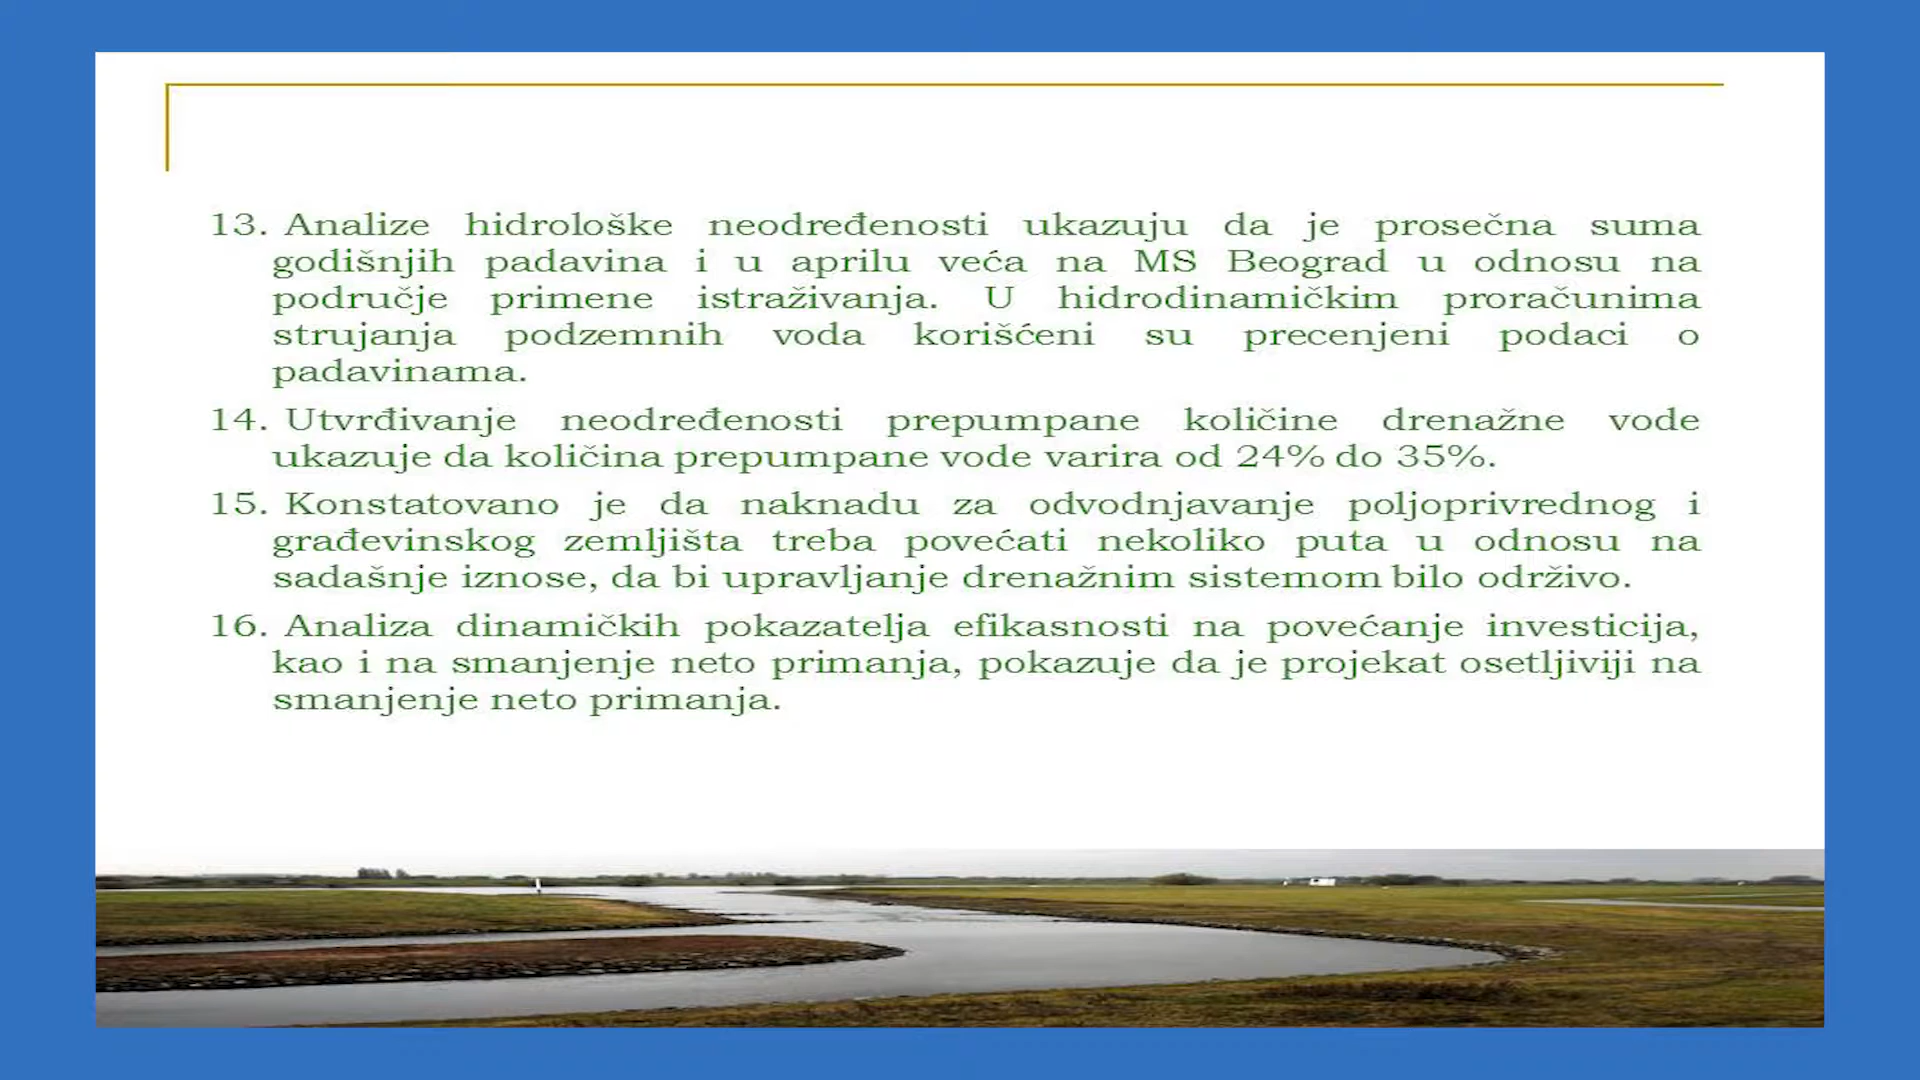 13. Analize hidrološke neodređenosti ukazuju da je prosečna suma
godišnjih padavina i u aprilu veća na MS Beograd u odnosu na
područje primene istraživanja. U hidrodinamičkim proračunima
strujanja podzemnih voda korišćeni su precenjeni podaci o
padavinama.
14. Utvrđivanje neodređenosti prepumpane količine drenažne vode
ukazuje da količina prepumpane vode varira od 24% do 35%.
15. Konstatovano je da naknadu za odvodnjavanje poljoprivrednog i
građevinskog zemljišta treba povećati nekoliko puta u odnosu na
sadašnje iznose, da bi upravljanje drenažnim sistemom bilo održivo.
16. Analiza dinamičkih pokazatelja efikasnosti na povećanje investicija,
kao i na smanjenje neto primanja, pokazuje da je projekat osetljiviji na
smanjenje neto primanja.